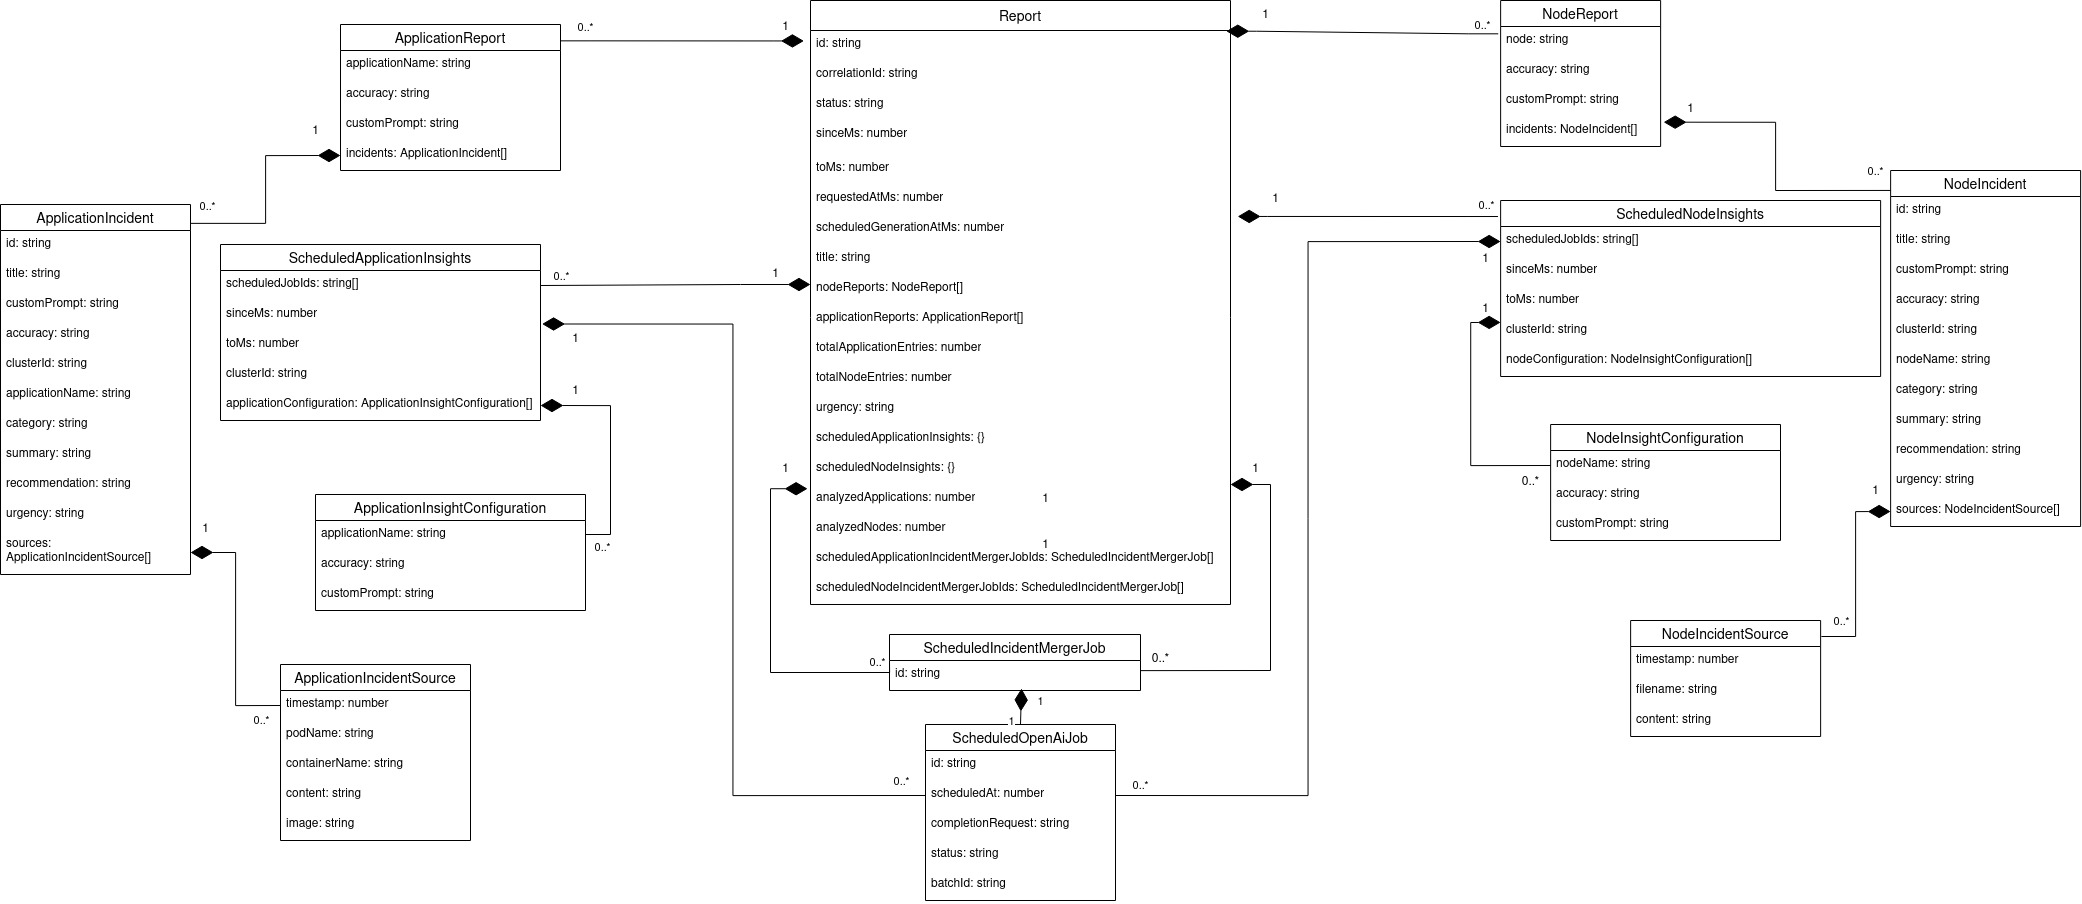 Report
id: string
correlationId: string
status: string
sinceMs: number
toMs: number
requestedAtMs: number
scheduledGenerationAtMs: number
title: string
nodeReports: NodeReport[]
applicationReports: ApplicationReport[]
totalApplicationEntries: number
totalNodeEntries: number
urgency: string
scheduledApplicationInsights: {}
scheduledNodeInsights: {}
analyzedApplications: number
1
analyzedNodes: number
1
scheduledApplicationIncidentMergerJobIds: ScheduledIncidentMergerJob[]
scheduledNodeIncidentMergerJobIds: ScheduledIncidentMergerJob[]
0..*
1
ApplicationReport
applicationName: string
accuracy: string
customPrompt: string
incidents: ApplicationIncident[]
1
0..*
ApplicationIncident
id: string
title: string
customPrompt: string
accuracy: string
clusterId: string
applicationName: string
category: string
summary: string
recommendation: string
urgency: string
sources:
ApplicationIncidentSource[]
1
0..*
ApplicationIncidentSource
timestamp: number
podName: string
containerName: string
content: string
image: string
ScheduledApplicationInsights
scheduledJobIds: string[]
sinceMs: number
toMs: number
clusterId: string
applicationConfiguration: ApplicationInsightConfiguration[]
0..*
1
1
1
0..*
ApplicationInsightConfiguration
applicationName: string
accuracy: string
customPrompt: string
1
0..*
1
0..*
ScheduledIncidentMergerJob
id: string
1
1
ScheduledOpenAiJob
id: string
scheduledAt: number
completionRequest: string
status: string
batchId: string
0..*
0..*
1
0..*
NodeReport
node: string
accuracy: string
customPrompt: string
incidents: NodeIncident[]
1
0..*
NodeIncident
id: string
title: string
customPrompt: string
accuracy: string
clusterId: string
nodeName: string
category: string
summary: string
recommendation: string
urgency: string
sources: NodeIncidentSource[]
1
0..*
NodeIncidentSource
timestamp: number
filename: string
content: string
1
0..*
ScheduledNodeInsights
scheduledJobIds: string[]
sinceMs: number
toMs: number
clusterId: string
nodeConfiguration: NodeInsightConfiguration[]
1
1
0..*
NodeInsightConfiguration
nodeName: string
accuracy: string
customPrompt: string